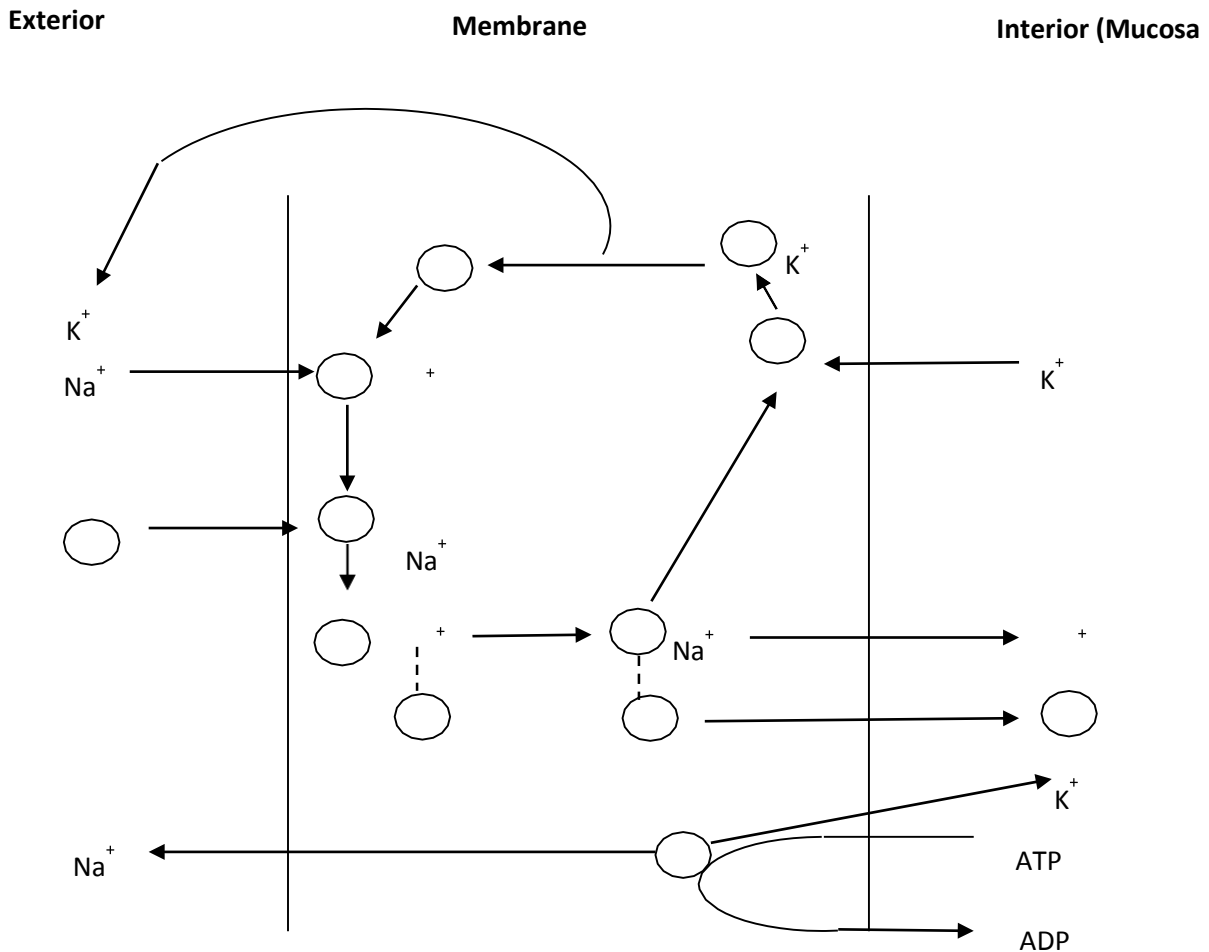 Exterior Membrane Interior (Mucosa
K⁺
K⁺
Na⁺ ⁺ K⁺
Na⁺
⁺ Na⁺ ⁺
K⁺
Na⁺ ATP
ADP